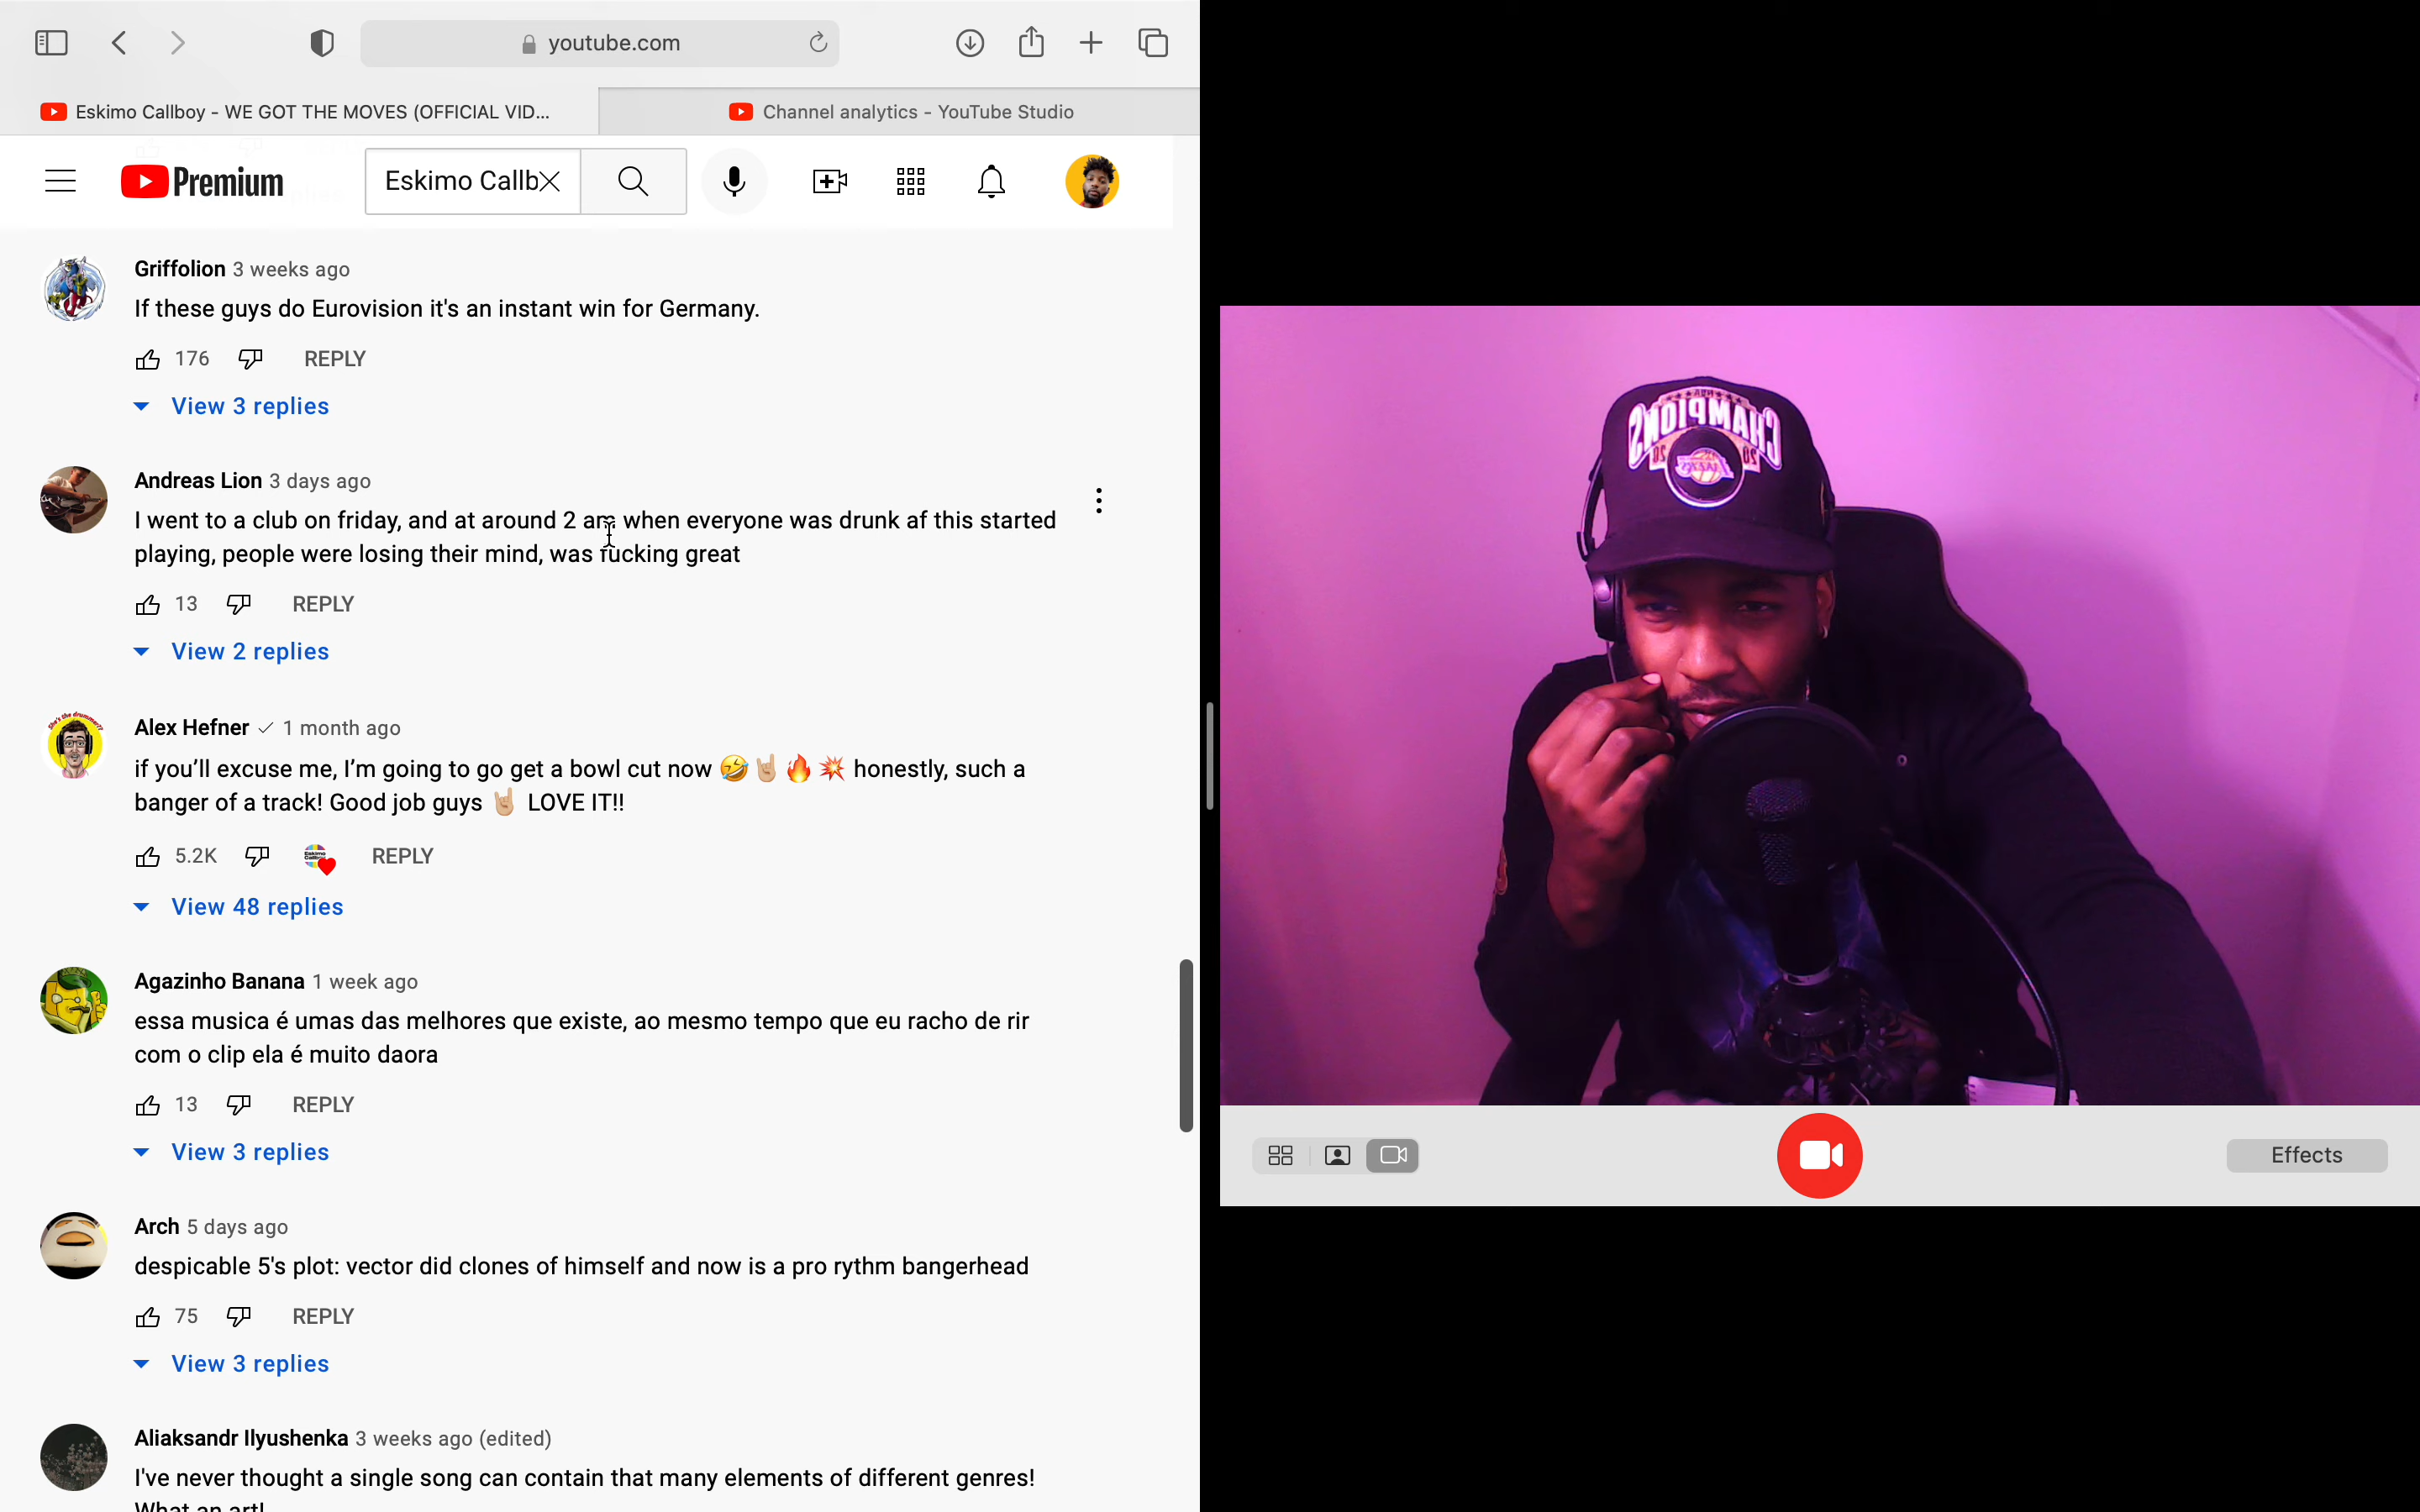 youtube.com
Eskimo Callboy - WE GOT THE MOVES (OFFICIAL VID...
Channel analytics - YouTube Studio
Premium
Eskimo Callb
Griffolion 3 weeks ago
If these guys do Eurovision it's an instant win for Germany.
176 REPLY
View 3 replies
Andreas Lion 3 days ago
I went to a club on friday, and at around 2 am when everyone was drunk af this started
playing, people were losing their mind, was fucking great
13 REPLY
View 2 replies
Alex Hefner ✓ 1 month ago
if you’ll excuse me, I’m going to go get a bowl cut now 🤣🤘🏼🔥💥 honestly, such a
banger of a track! Good job guys 🤘🏼 LOVE IT!!
5.2K REPLY
View 48 replies
Agazinho Banana 1 week ago
essa musica é umas das melhores que existe, ao mesmo tempo que eu racho de rir
com o clip ela é muito daora
13 REPLY
View 3 replies
Arch 5 days ago
despicable 5's plot: vector did clones of himself and now is a pro rythm bangerhead
75 REPLY
View 3 replies
Aliaksandr Ilyushenka 3 weeks ago (edited)
I've never thought a single song can contain that many elements of different genres!
What an art!
CHAMPIONS
20 20
LAKERS
Effects